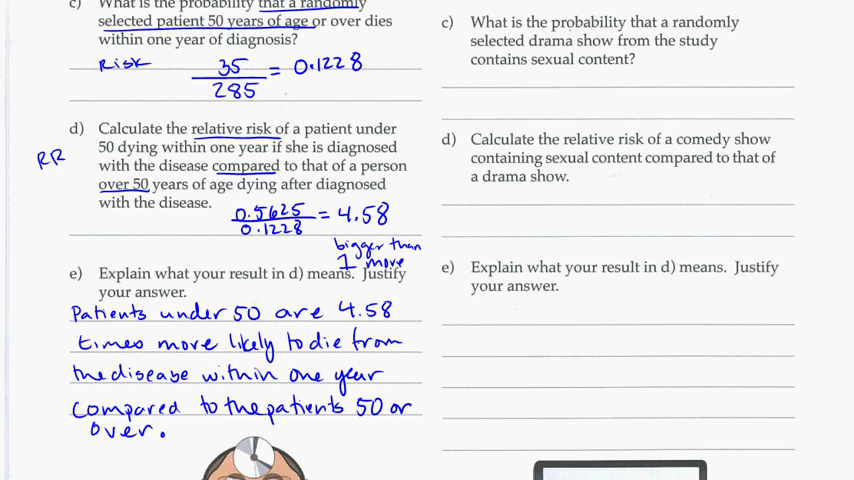 c) What is the probability that a randomly
selected patient 50 years of age or over dies
within one year of diagnosis?
Risk 35/285 = 0.1228
d) Calculate the relative risk of a patient under
50 dying within one year if she is diagnosed
with the disease compared to that of a person
over 50 years of age dying after diagnosed
with the disease.
RR
0.5625/0.1228 = 4.58
bigger than
1 more
e) Explain what your result in d) means. Justify
your answer.
Patients under 50 are 4.58
times more likely to die from
the disease within one year
compared to the patients 50 or
over.
c) What is the probability that a randomly
selected drama show from the study
contains sexual content?
d) Calculate the relative risk of a comedy show
containing sexual content compared to that of
a drama show.
e) Explain what your result in d) means. Justify
your answer.